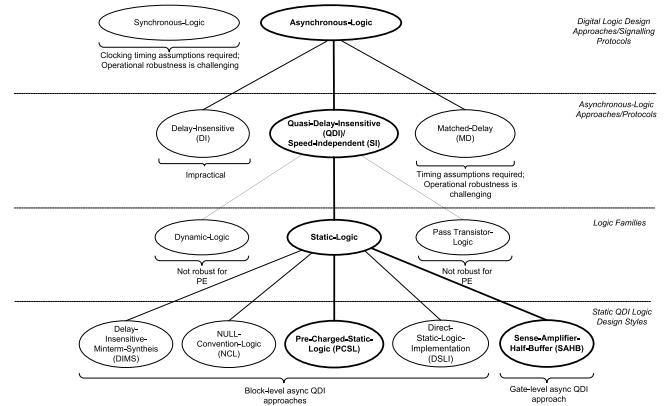 Synchronous-Logic
Asynchronous-Logic
Digital Logic Design
Approaches/Signalling
Protocols
Clocking timing assumptions required;
Operational robustness is challenging
Asynchronous-Logic
Approaches/Protocols
Delay-Insensitive
(DI)
Quasi-Delay-Insensitive
(QDI)/
Speed-Independent (SI)
Matched-Delay
(MD)
Impractical
Timing assumptions required;
Operational robustness is
challenging
Logic Families
Dynamic-Logic
Static-Logic
Pass Transistor-
Logic
Not robust for
PE
Not robust for
PE
Static QDI Logic
Design Styles
Delay-
Insensitive-
Minterm-Syntheis
(DIMS)
NULL-
Convention-Logic
(NCL)
Pre-Charged-Static-
Logic (PCSL)
Direct-
Static-Logic-
Implementation
(DSLI)
Sense-Amplifier-
Half-Buffer (SAHB)
Block-level async QDI
approaches
Gate-level async QDI
approach